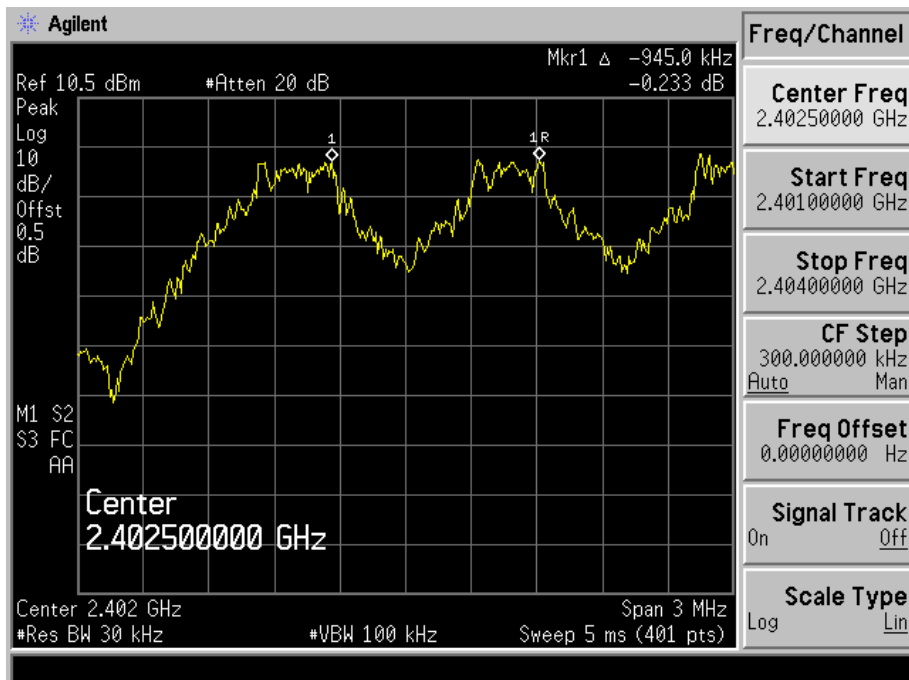 Agilent
Freq/Channel
Mkr1 Δ -945.0 kHz
Ref 10.5 dBm #Atten 20 dB -0.233 dB
Peak
Log
10
dB/
Offst
0.5
dB
1
1R
M1 S2
S3 FC
AA
Center
2.402500000 GHz
Center 2.402 GHz Span 3 MHz
#Res BW 30 kHz #VBW 100 kHz Sweep 5 ms (401 pts)
Center Freq
2.40250000 GHz
Start Freq
2.40100000 GHz
Stop Freq
2.40400000 GHz
CF Step
300.000000 kHz
Auto Man
Freq Offset
0.00000000 Hz
Signal Track
On Off
Scale Type
Log Lin